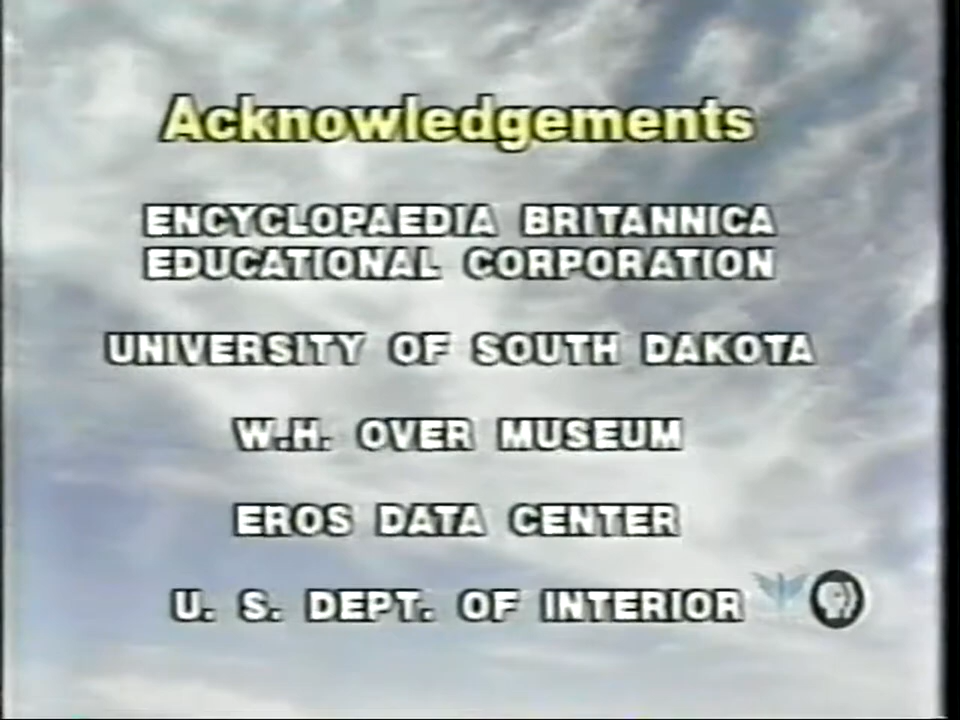 Acknowledgements
ENCYCLOPAEDIA BRITANNICA
EDUCATIONAL CORPORATION
UNIVERSITY OF SOUTH DAKOTA
W.H. OVER MUSEUM
EROS DATA CENTER
U. S. DEPT. OF INTERIOR